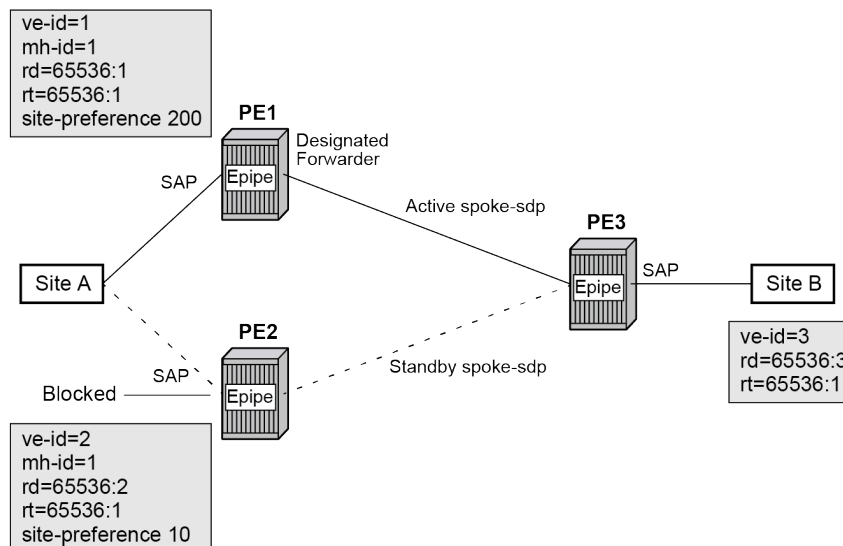 ve-id=1
mh-id=1
rd=65536:1
rt=65536:1
site-preference 200
PE1
Designated
Forwarder
Epipe
SAP
Active spoke-sdp
PE3
Epipe
SAP
Site A
Site B
PE2
SAP
Standby spoke-sdp
Blocked
Epipe
ve-id=3
rd=65536:3
rt=65536:1
ve-id=2
mh-id=1
rd=65536:2
rt=65536:1
site-preference 10